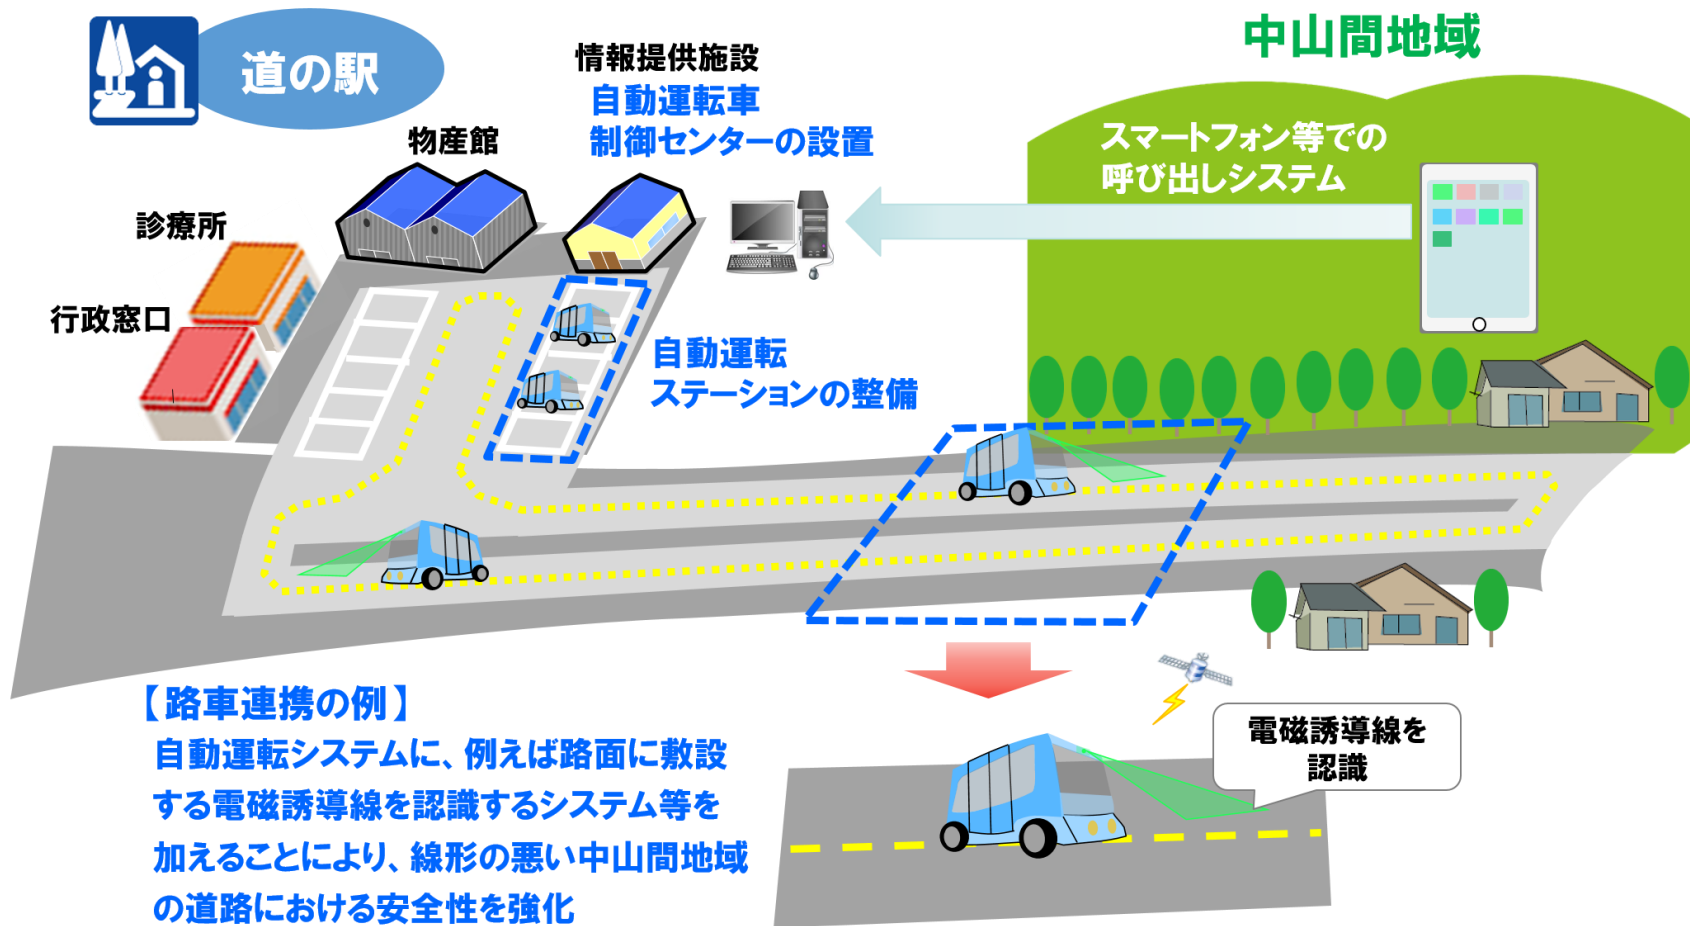 道の駅
中山間地域
情報提供施設
自動運転車
制御センターの設置
物産館
スマートフォン等での
呼び出しシステム
診療所
行政窓口
自動運転
ステーションの整備
【路車連携の例】
自動運転システムに、例えば路面に敷設
する電磁誘導線を認識するシステム等を
加えることにより、線形の悪い中山間地域
の道路における安全性を強化
電磁誘導線を
認識